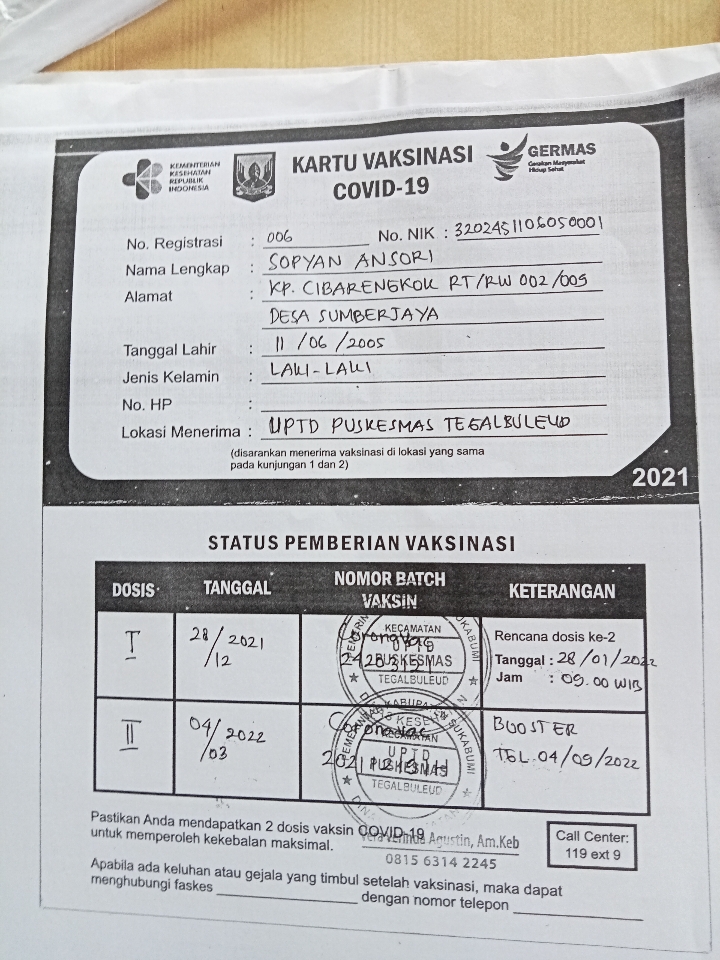 KEMENTERIAN
KESEHATAN
REPUBLIK
INDONESIA
KARTU VAKSINASI
COVID-19
GERMAS
Gerakan Masyarakat
Hidup Sehat
No. Registrasi : 006 No. NIK : 3202451106050001
Nama Lengkap : SOPYAN ANSORI
Alamat : KP. CIBARENGKOK RT/RW 002/005
DESA SUMBERJAYA
Tanggal Lahir : 11/06/2005
Jenis Kelamin : LAKI-LAKI
No. HP :
Lokasi Menerima : UPTD PUSKESMAS TEGALBULEUD
(disarankan menerima vaksinasi di lokasi yang sama
pada kunjungan 1 dan 2)
2021
STATUS PEMBERIAN VAKSINASI
DOSIS TANGGAL NOMOR BATCH VAKSIN KETERANGAN
I 28/12/2021 CoronaVac
Rencana dosis ke-2
Tanggal : 28/01/2022
Jam : 09.00 WIB
KECAMATAN
UPTD
PUSKESMAS
TEGALBULEUD
II 04/03/2022 CoronaVac
BOOSTER
TGL. 04/09/2022
KECAMATAN
UPTD
PUSKESMAS
TEGALBULEUD
Pastikan Anda mendapatkan 2 dosis vaksin COVID-19
untuk memperoleh kekebalan maksimal.
Agustin, Am.Keb
0815 6314 2245
Call Center:
119 ext 9
Apabila ada keluhan atau gejala yang timbul setelah vaksinasi, maka dapat
menghubungi faskes dengan nomor telepon